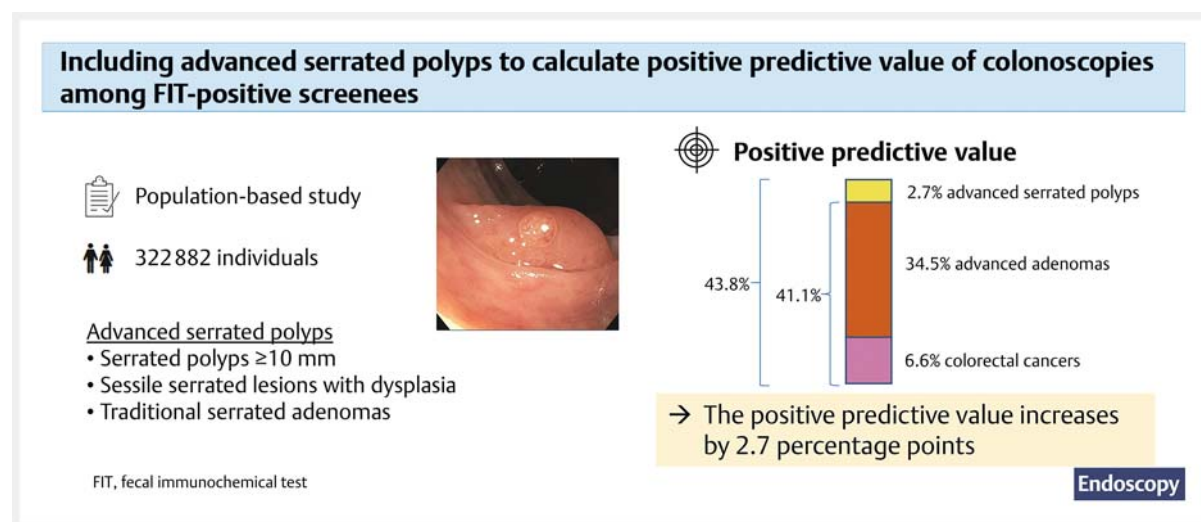 Including advanced serrated polyps to calculate positive predictive value of colonoscopies
among FIT-positive screenees
Population-based study
322 882 individuals
Advanced serrated polyps
• Serrated polyps ≥10 mm
• Sessile serrated lesions with dysplasia
• Traditional serrated adenomas
FIT, fecal immunochemical test
Positive predictive value
2.7% advanced serrated polyps
34.5% advanced adenomas
43.8%
41.1%
6.6% colorectal cancers
→ The positive predictive value increases
by 2.7 percentage points
Endoscopy